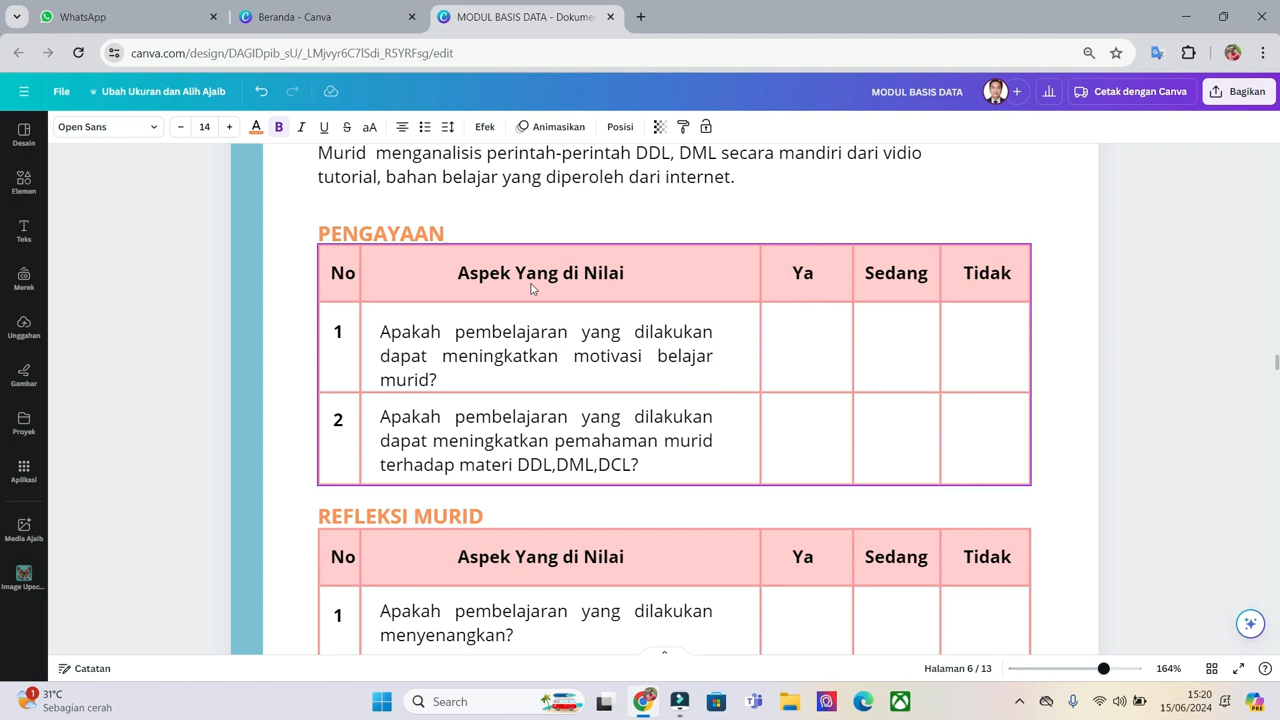 WhatsApp
Beranda - Canva
MODUL BASIS DATA - Dokume
canva.com/design/DAGIDpib_sU/_LMjvyr6C7lSdi_R5YRFsg/edit
File
Ubah Ukuran dan Alih Ajaib
MODUL BASIS DATA
Cetak dengan Canva
Bagikan
Open Sans
14
A
B
I
U
S
aA
Efek
Animasikan
Posisi
Desain
Elemen
Teks
Merek
Unggahan
Gambar
Proyek
Aplikasi
Media Ajaib
Image Upsc...
Murid menganalisis perintah-perintah DDL, DML secara mandiri dari vidio
tutorial, bahan belajar yang diperoleh dari internet.
PENGAYAAN
No Aspek Yang di Nilai Ya Sedang Tidak
1 Apakah pembelajaran yang dilakukan
dapat meningkatkan motivasi belajar
murid?
2 Apakah pembelajaran yang dilakukan
dapat meningkatkan pemahaman murid
terhadap materi DDL,DML,DCL?
REFLEKSI MURID
No Aspek Yang di Nilai Ya Sedang Tidak
1 Apakah pembelajaran yang dilakukan
menyenangkan?
Catatan
Halaman 6 / 13
164%
1
31°C
Sebagian cerah
Search
15:20
15/06/2024